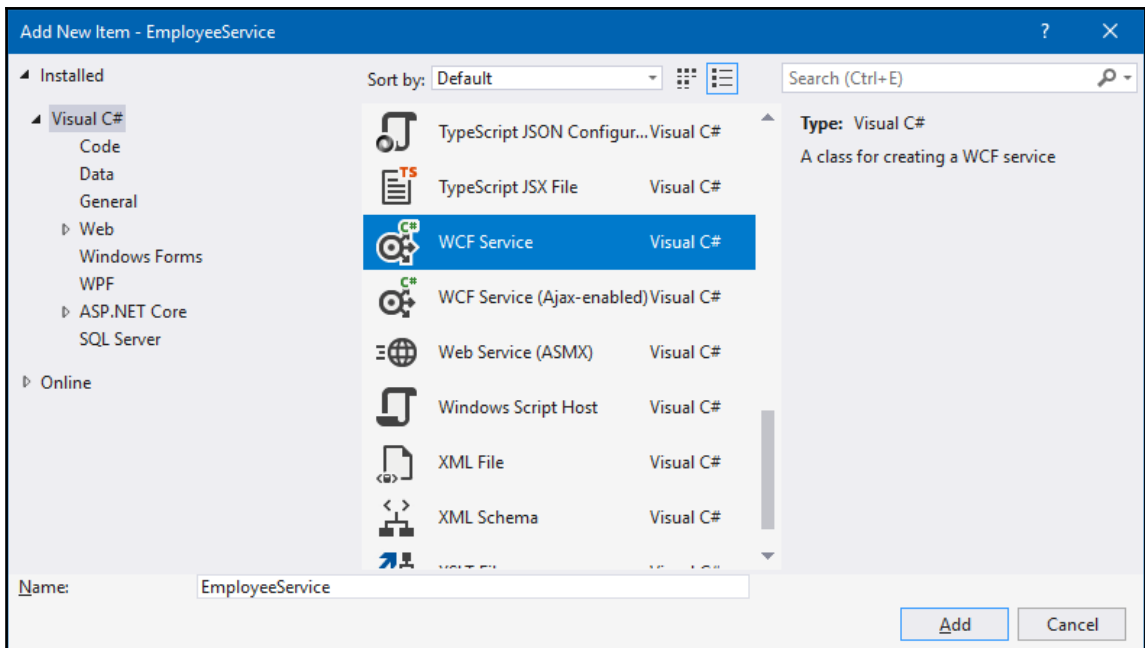 Add New Item - EmployeeService
?
Installed
Sort by: Default
Search (Ctrl+E)
Visual C#
Code
Data
General
Web
Windows Forms
WPF
ASP.NET Core
SQL Server
Online
TypeScript JSON Configur... Visual C#
TS
TypeScript JSX File Visual C#
C#
WCF Service Visual C#
C#
WCF Service (Ajax-enabled) Visual C#
Web Service (ASMX) Visual C#
Windows Script Host Visual C#
XML File Visual C#
XML Schema Visual C#
Type: Visual C#
A class for creating a WCF service
Name: EmployeeService
Add
Cancel